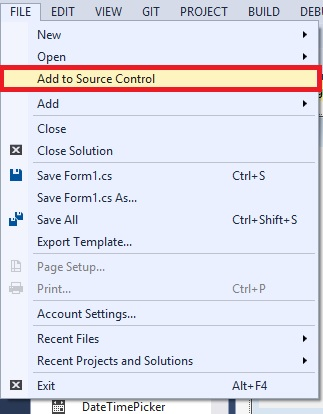 FILE EDIT VIEW GIT PROJECT BUILD
New
Open
Add to Source Control
Add
Close
Close Solution
Save Form1.cs Ctrl+S
Save Form1.cs As...
Save All Ctrl+Shift+S
Export Template...
Page Setup...
Print... Ctrl+P
Account Settings...
Recent Files
Recent Projects and Solutions
Exit Alt+F4
DateTimePicker